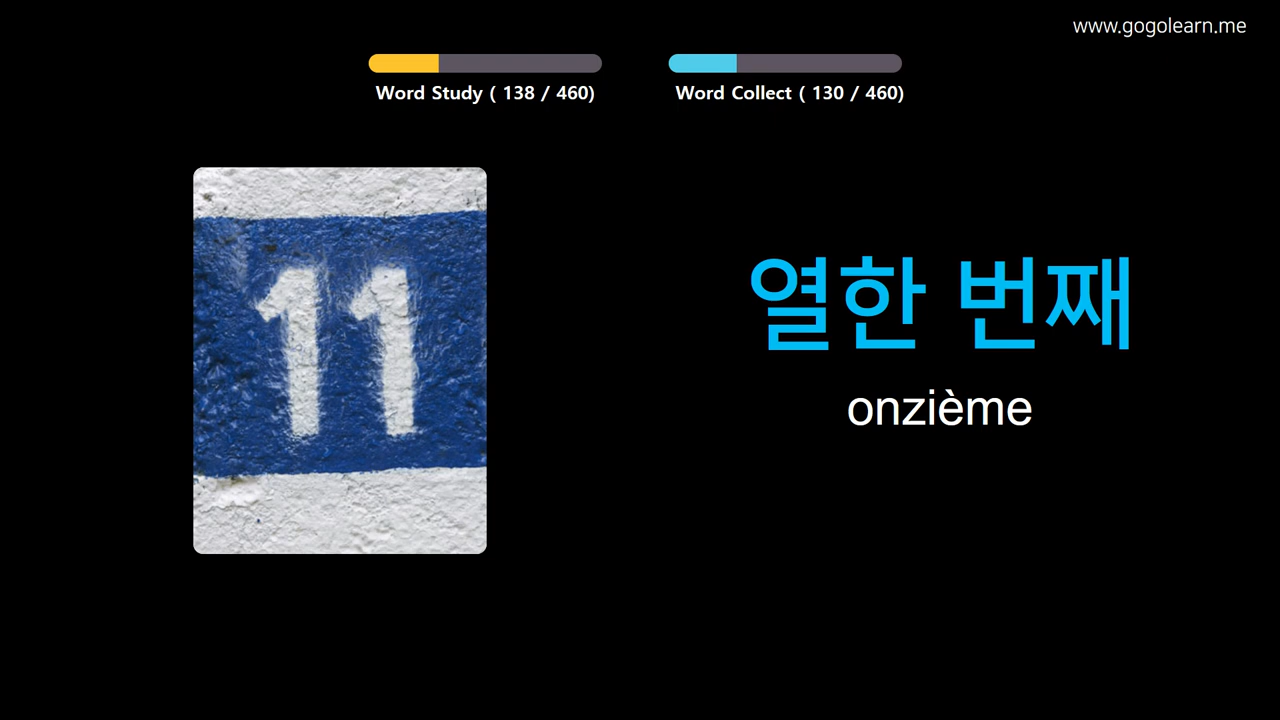 www.gogolearn.me
Word Study ( 138 / 460)
Word Collect ( 130 / 460)
11
열한 번째
onzième